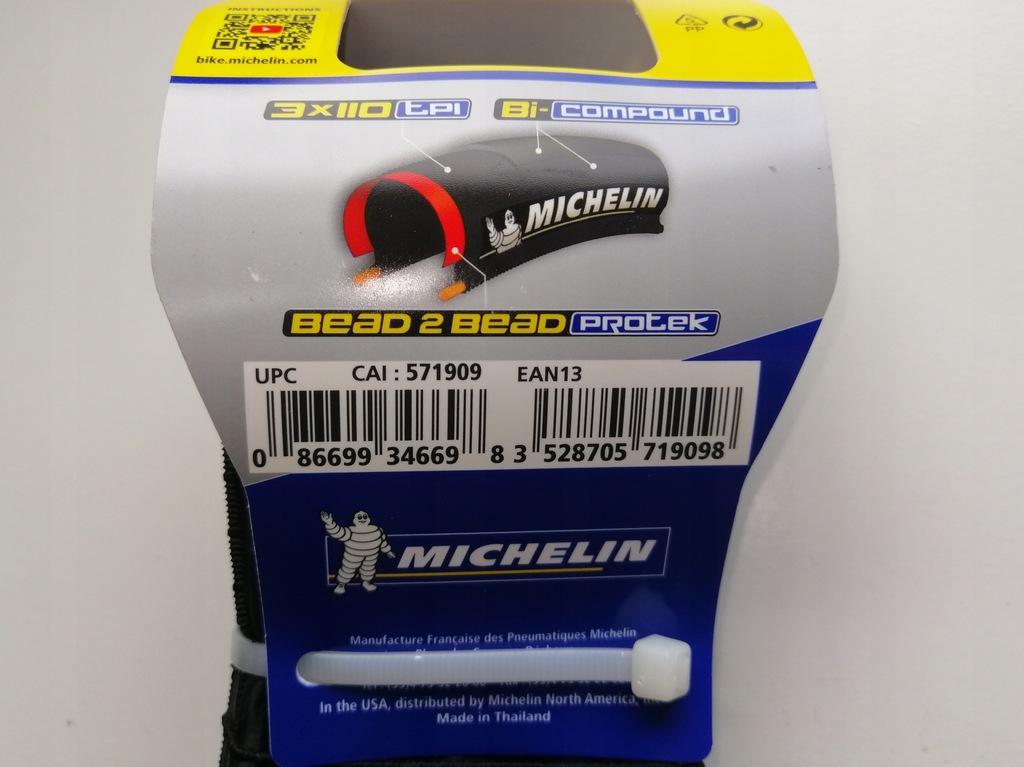 INSTRUCTIONS
bike.michelin.com
PP
3x110 tpi Bi-COMPOUND
MICHELIN
BEAD 2 BEAD PROTEK
UPC CAI : 571909 EAN13
0 86699 34669 8 3 528705 719098
MICHELIN
Manufacture Française des Pneumatiques Michelin
In the USA, distributed by Michelin North America,
Made in Thailand